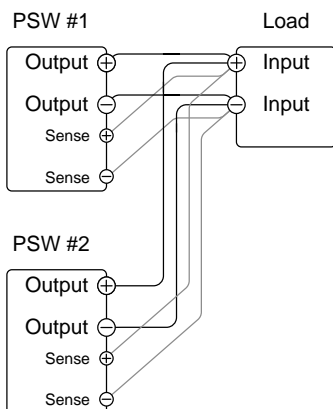 PSW #1
Load
Output +
+ Input
Output −
− Input
Sense +
Sense −
PSW #2
Output +
Output −
Sense +
Sense −